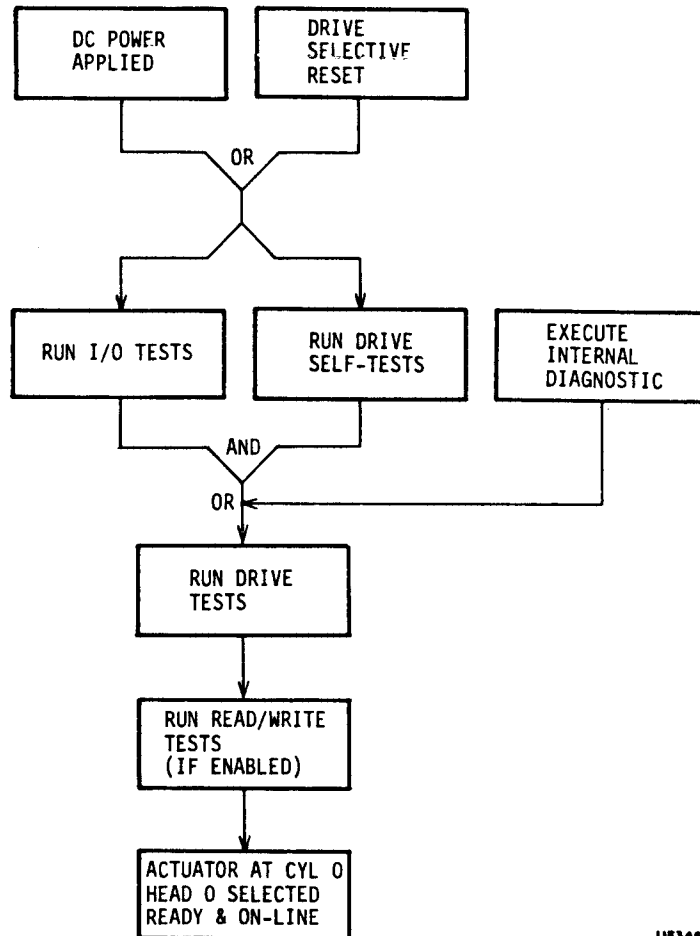 DC POWER
APPLIED
DRIVE
SELECTIVE
RESET
OR
RUN I/O TESTS
RUN DRIVE
SELF-TESTS
EXECUTE
INTERNAL
DIAGNOSTIC
AND
OR
RUN DRIVE
TESTS
RUN READ/WRITE
TESTS
(IF ENABLED)
ACTUATOR AT CYL 0
HEAD 0 SELECTED
READY & ON-LINE